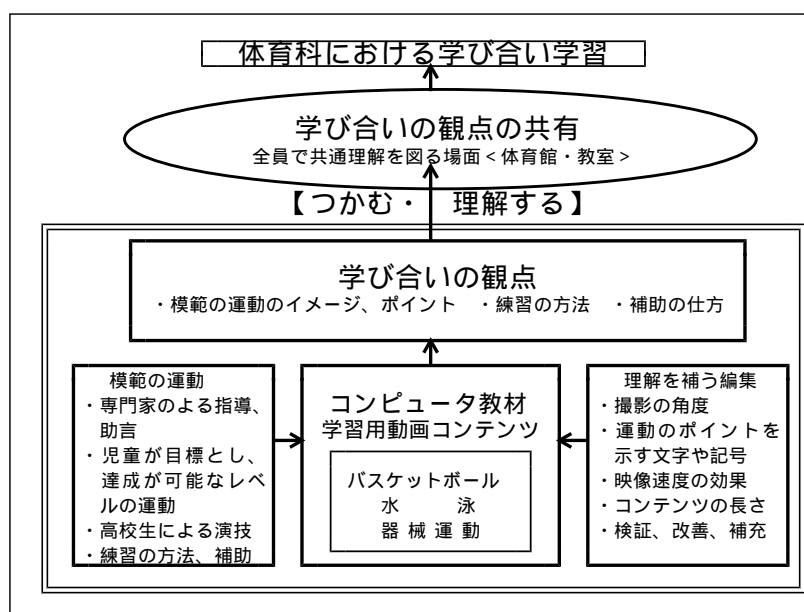 体育科における学び合い学習
学び合いの観点の共有
全員で共通理解を図る場面<体育館・教室>
【つかむ・　理解する】
学び合いの観点
・模範の運動のイメージ、ポイント　・練習の方法　・補助の仕方
模範の運動
・専門家のよる指導、
助言
・児童が目標とし、
達成が可能なレベ
ルの運動
・高校生による演技
・練習の方法、補助
コンピュータ教材
学習用動画コンテンツ
バスケットボール
水　　　泳
器 械 運 動
理解を補う編集
・撮影の角度
・運動のポイントを
示す文字や記号
・映像速度の効果
・コンテンツの長さ
・検証、改善、補充